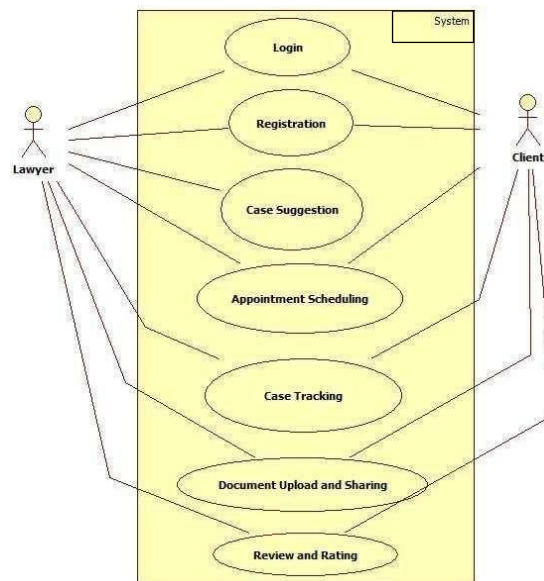 System
Login
Registration
Lawyer
Client
Case Suggestion
Appointment Scheduling
Case Tracking
Document Upload and Sharing
Review and Rating